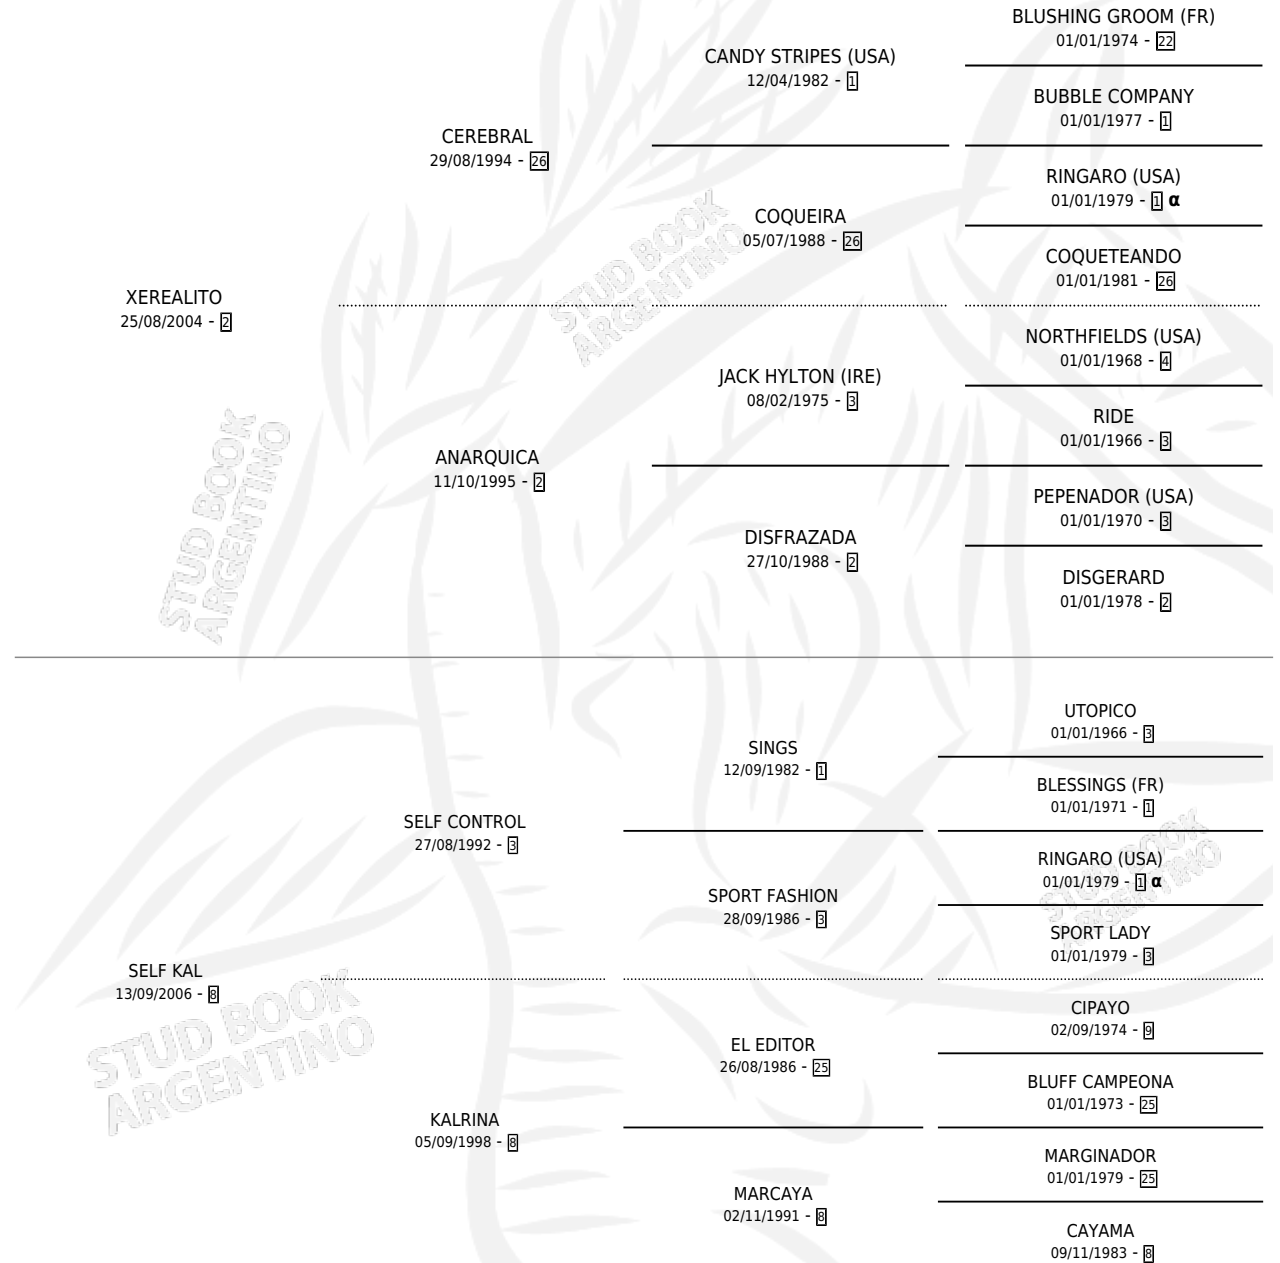 BLUSHING GROOM (FR)
01/01/1974 - 22
CANDY STRIPES (USA)
12/04/1982 - 1
BUBBLE COMPANY
01/01/1977 - 1
CEREBRAL
29/08/1994 - 26
RINGARO (USA)
01/01/1979 - 1 α
COQUEIRA
05/07/1988 - 26
COQUETEANDO
01/01/1981 - 26
XEREALITO
25/08/2004 - 2
NORTHFIELDS (USA)
01/01/1968 - 4
JACK HYLTON (IRE)
08/02/1975 - 3
RIDE
01/01/1966 - 3
ANARQUICA
11/10/1995 - 2
PEPENADOR (USA)
01/01/1970 - 3
DISFRAZADA
27/10/1988 - 2
DISGERARD
01/01/1978 - 2
UTOPICO
01/01/1966 - 3
SINGS
12/09/1982 - 1
BLESSINGS (FR)
01/01/1971 - 1
SELF CONTROL
27/08/1992 - 3
RINGARO (USA)
01/01/1979 - 1 α
SPORT FASHION
28/09/1986 - 3
SPORT LADY
01/01/1979 - 3
SELF KAL
13/09/2006 - 8
CIPAYO
02/09/1974 - 9
EL EDITOR
26/08/1986 - 25
BLUFF CAMPEONA
01/01/1973 - 25
KALRINA
05/09/1998 - 8
MARGINADOR
01/01/1979 - 25
MARCAYA
02/11/1991 - 8
CAYAMA
09/11/1983 - 8
STUD BOOK
ARGENTINO
STUD BOOK
ARGENTINO
STUD BOOK
ARGENTINO
STUD BOOK
ARGENTINO